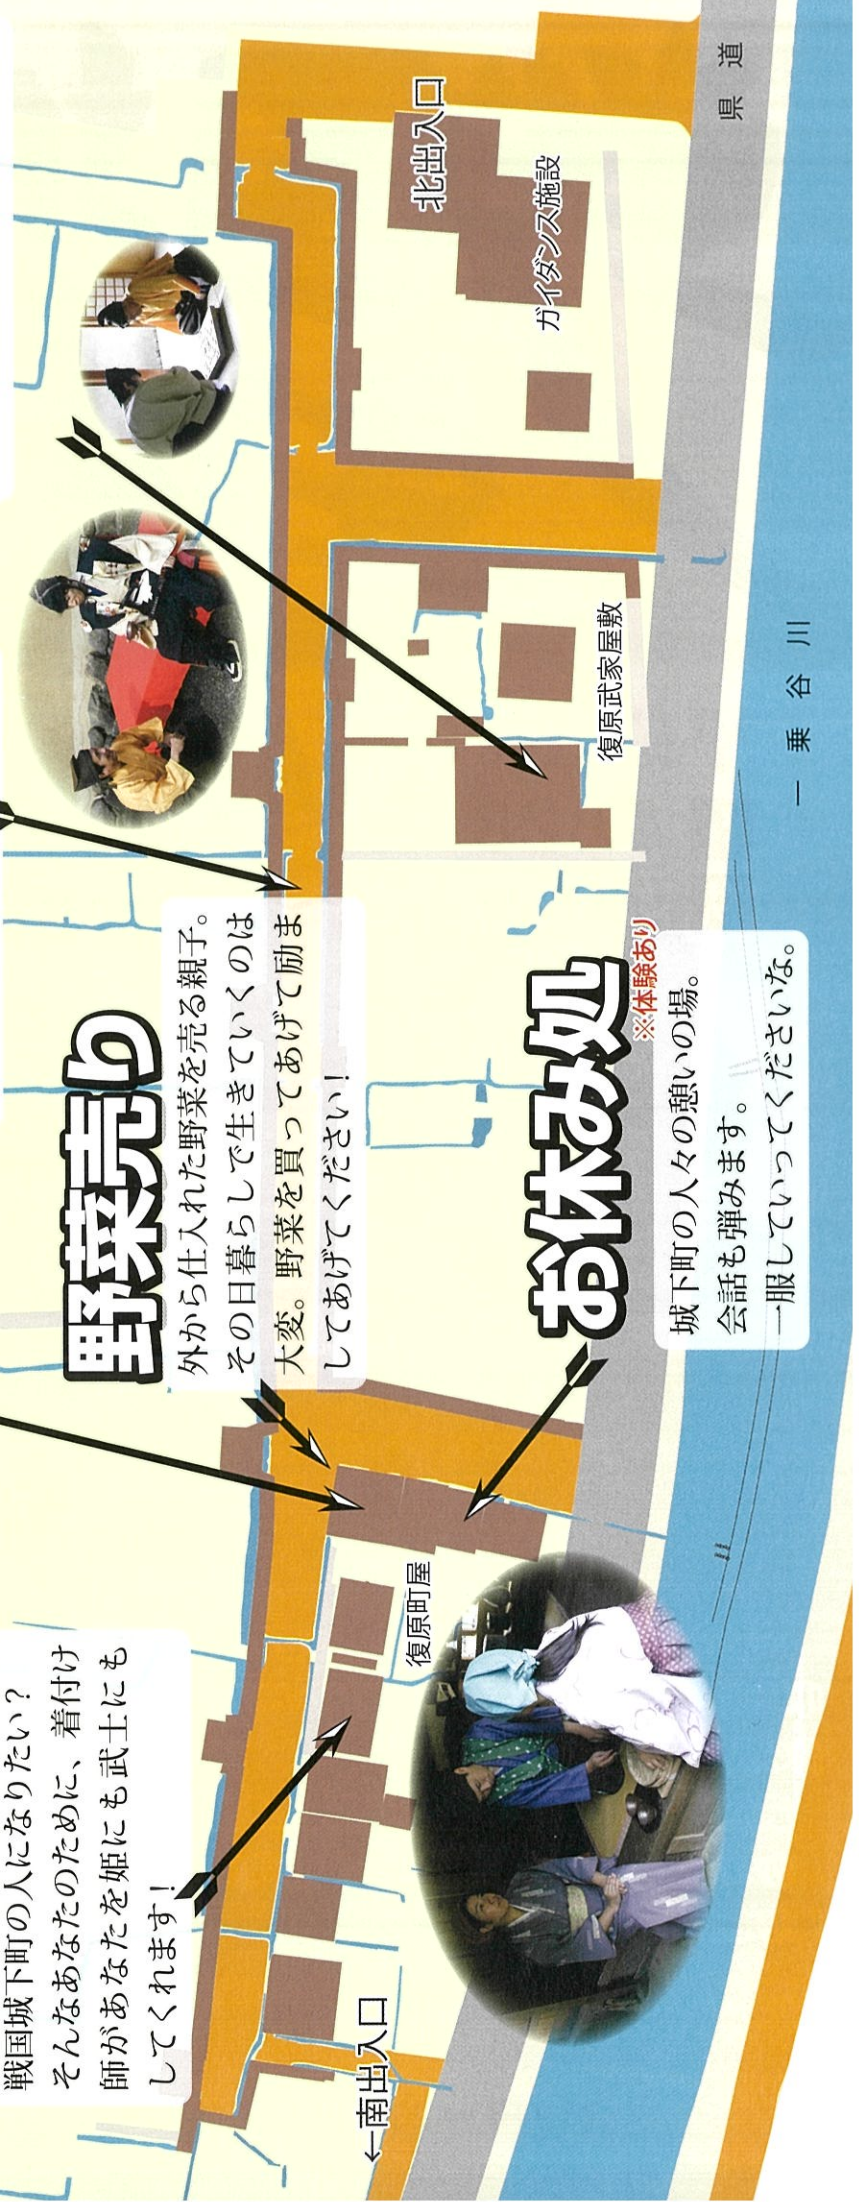 戦国城下町の人になりたい？
そんなあなたのために、着付け
師があなたを姫にも武士にも
してくれます！
野菜売り
外から仕入れた野菜を売る親子。
その日暮らしで生きていくのは
大変。野菜を買ってあげて励ま
してあげてください！
お休み処
※体験あり
城下町の人々の憩いの場。
会話も弾みます。
一服していってくださいな。
←南出入口
復原町屋
復原武家屋敷
ガイダンス施設
北出入口
県道
一乗谷川